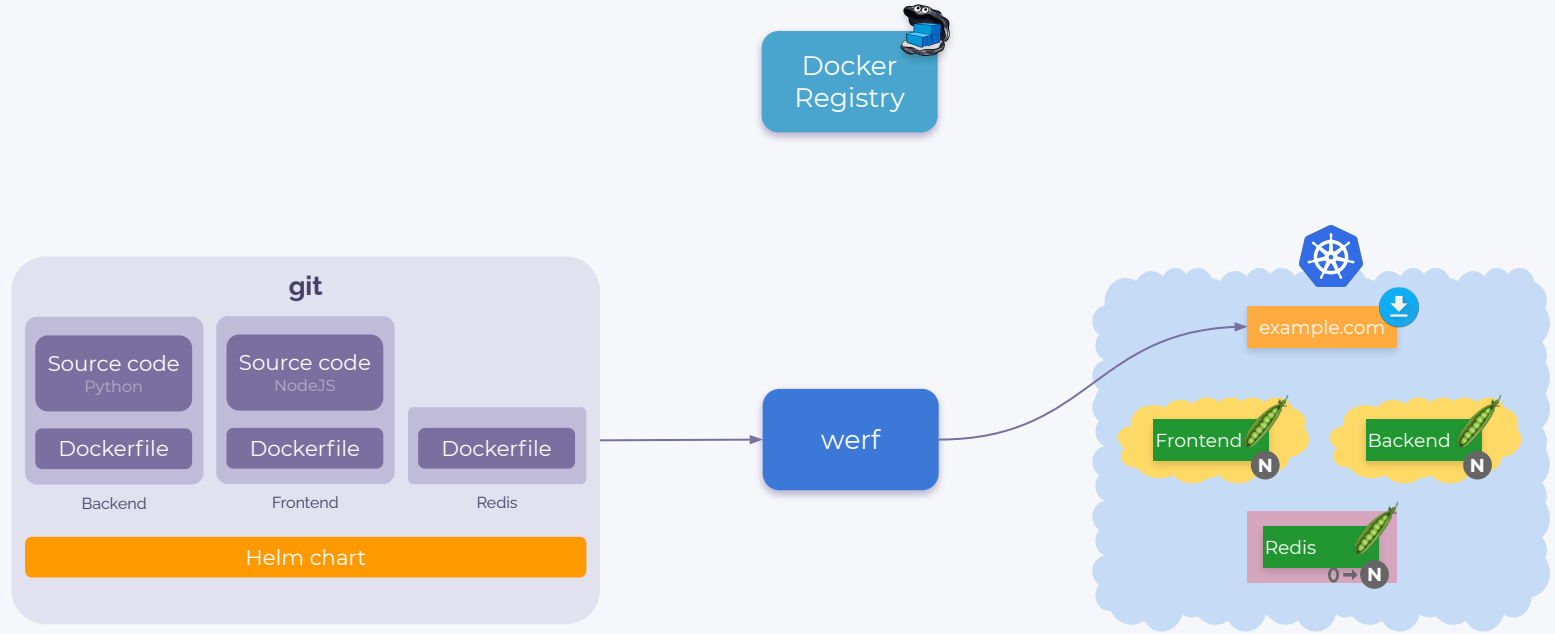 Docker
Registry
git
Source code
Python
Dockerfile
Backend
Source code
NodeJS
Dockerfile
Frontend
Dockerfile
Redis
Helm chart
werf
example.com
Frontend
N
Backend
N
Redis
0→N